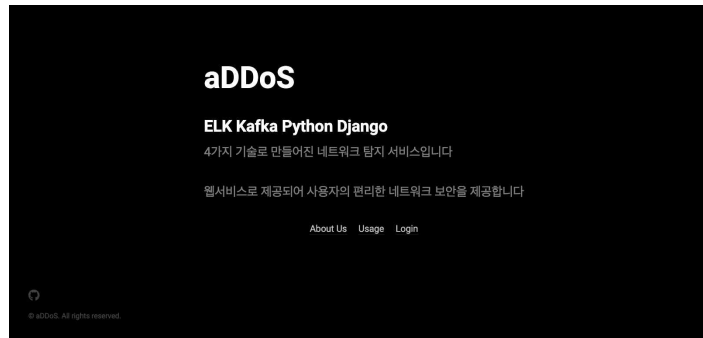 aDDoS
ELK Kafka Python Django
4가지 기술로 만들어진 네트워크 탐지 서비스입니다
웹서비스로 제공되어 사용자의 편리한 네트워크 보안을 제공합니다
About Us Usage Login
© aDDoS. All rights reserved.